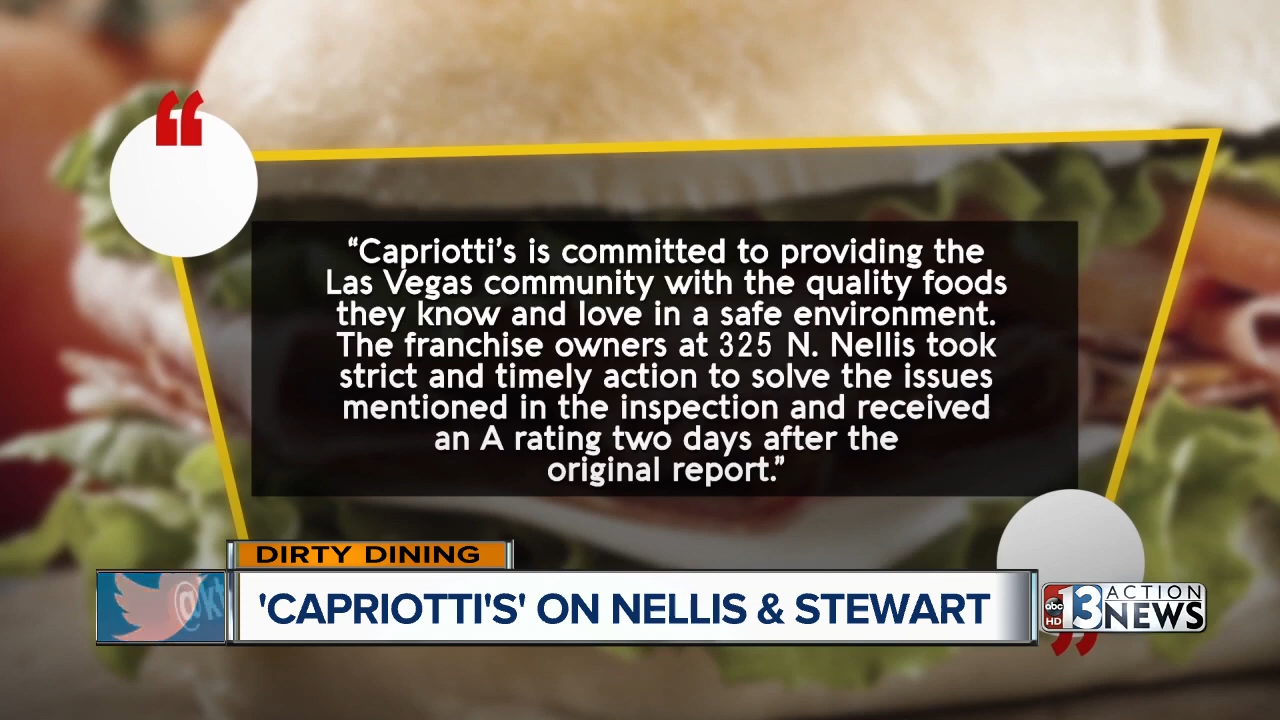 “Capriotti’s is committed to providing the
Las Vegas community with the quality foods
they know and love in a safe environment.
The franchise owners at 325 N. Nellis took
strict and timely action to solve the issues
mentioned in the inspection and received
an A rating two days after the
original report.”
DIRTY DINING
'CAPRIOTTI'S' ON NELLIS & STEWART
abc
HD
13
ACTION
NEWS